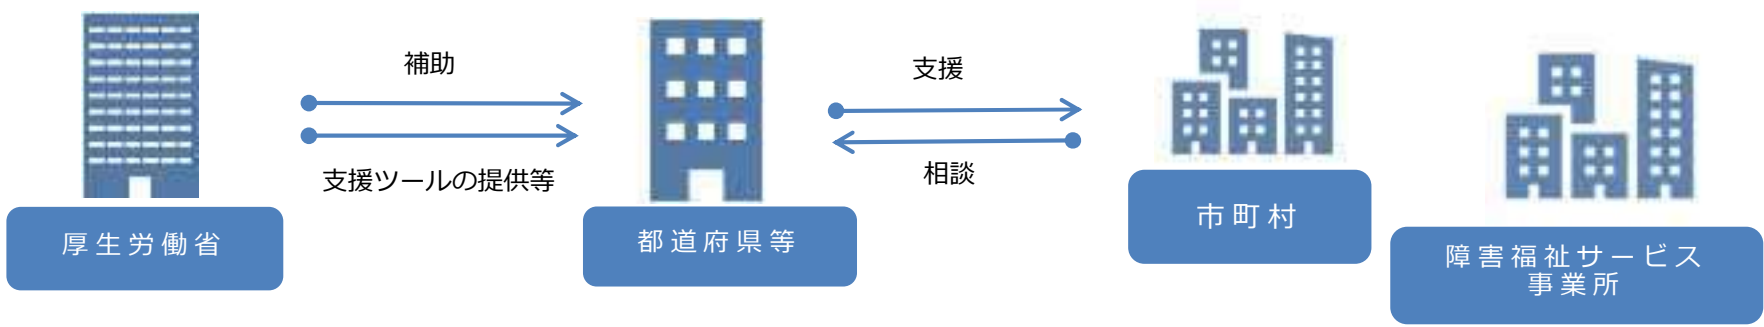 補助
支援ツールの提供等
支援
相談
厚生労働省
都道府県等
市町村
障害福祉サービス
事業所